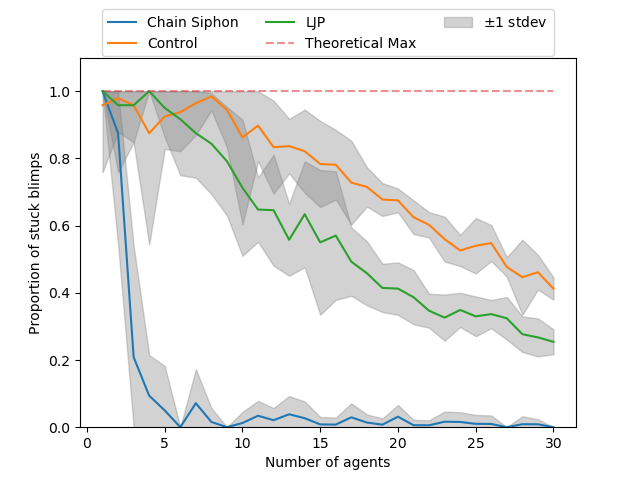 Chain Siphon
Control
LJP
Theoretical Max
±1 stdev
Proportion of stuck blimps
1.0
0.8
0.6
0.4
0.2
0.0
0 5 10 15 20 25 30
Number of agents